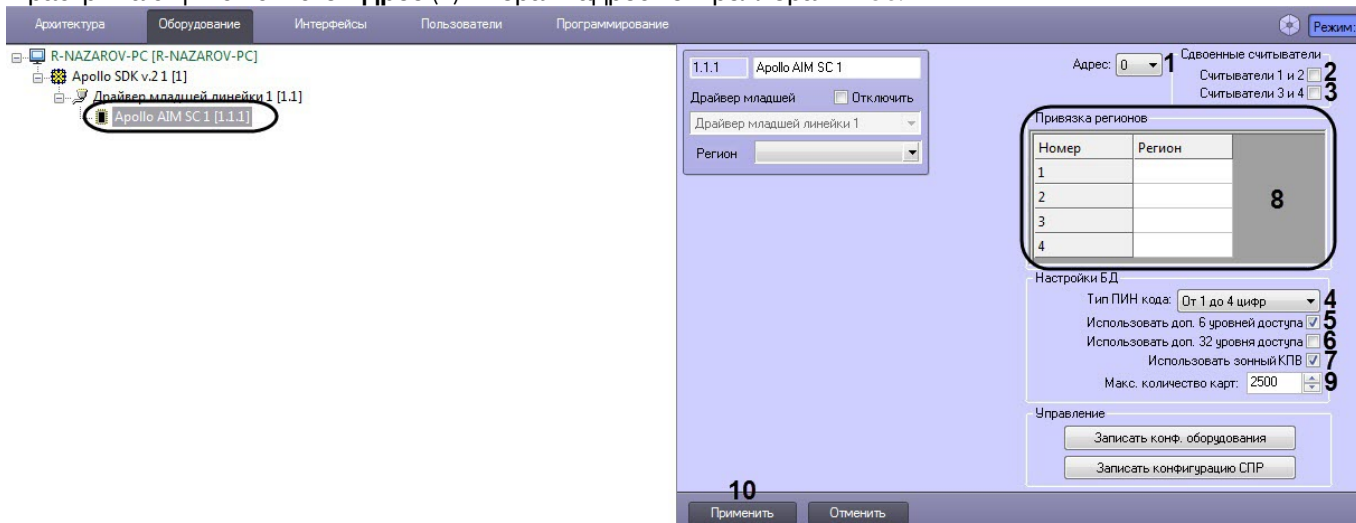 Архитектура Оборудование Интерфейсы Пользователи Программирование Режим:
R-NAZAROV-PC [R-NAZAROV-PC]
Apollo SDK v.2 1 [1]
Драйвер младшей линейки 1 [1.1]
Apollo AIM SC 1 [1.1.1]
1.1.1 Apollo AIM SC 1
Драйвер младшей Отключить
Драйвер младшей линейки 1
Регион
Адрес: 0 1
Сдвоенные считыватели
Считыватели 1 и 2 2
Считыватели 3 и 4 3
Привязка регионов
Номер Регион
1
2
3
4
8
Настройки БД
Тип ПИН кода: От 1 до 4 цифр 4
Использовать доп. 6 уровней доступа 5
Использовать доп. 32 уровня доступа 6
Использовать зонный КПВ 7
Макс. количество карт: 2500 9
Управление
Записать конф. оборудования
Записать конфигурацию СПР
10
Применить Отменить